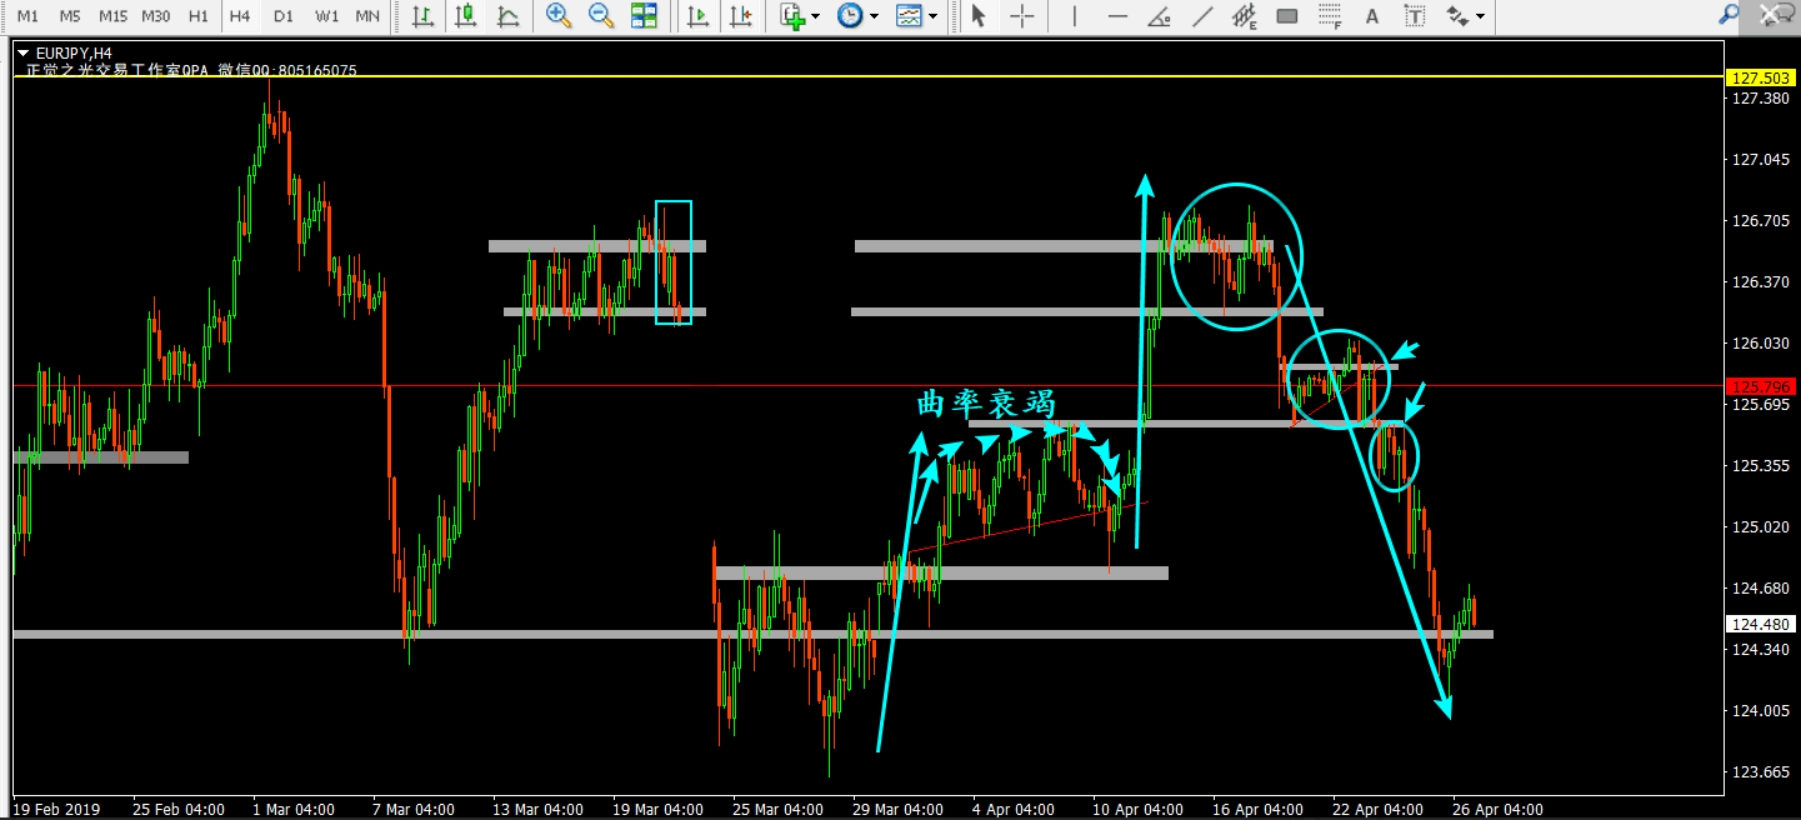 M1 M5 M15 M30 H1 H4 D1 W1 MN
E F A T
EURJPY,H4
正觉之光交易工作室QPA 微信QQ:805165075
127.503
127.380
127.045
126.705
126.370
126.030
125.796
曲率衰竭
125.695
125.355
125.020
124.680
124.480
124.340
124.005
123.665
19 Feb 2019 25 Feb 04:00 1 Mar 04:00 7 Mar 04:00 13 Mar 04:00 19 Mar 04:00 25 Mar 04:00 29 Mar 04:00 4 Apr 04:00 10 Apr 04:00 16 Apr 04:00 22 Apr 04:00 26 Apr 04:00